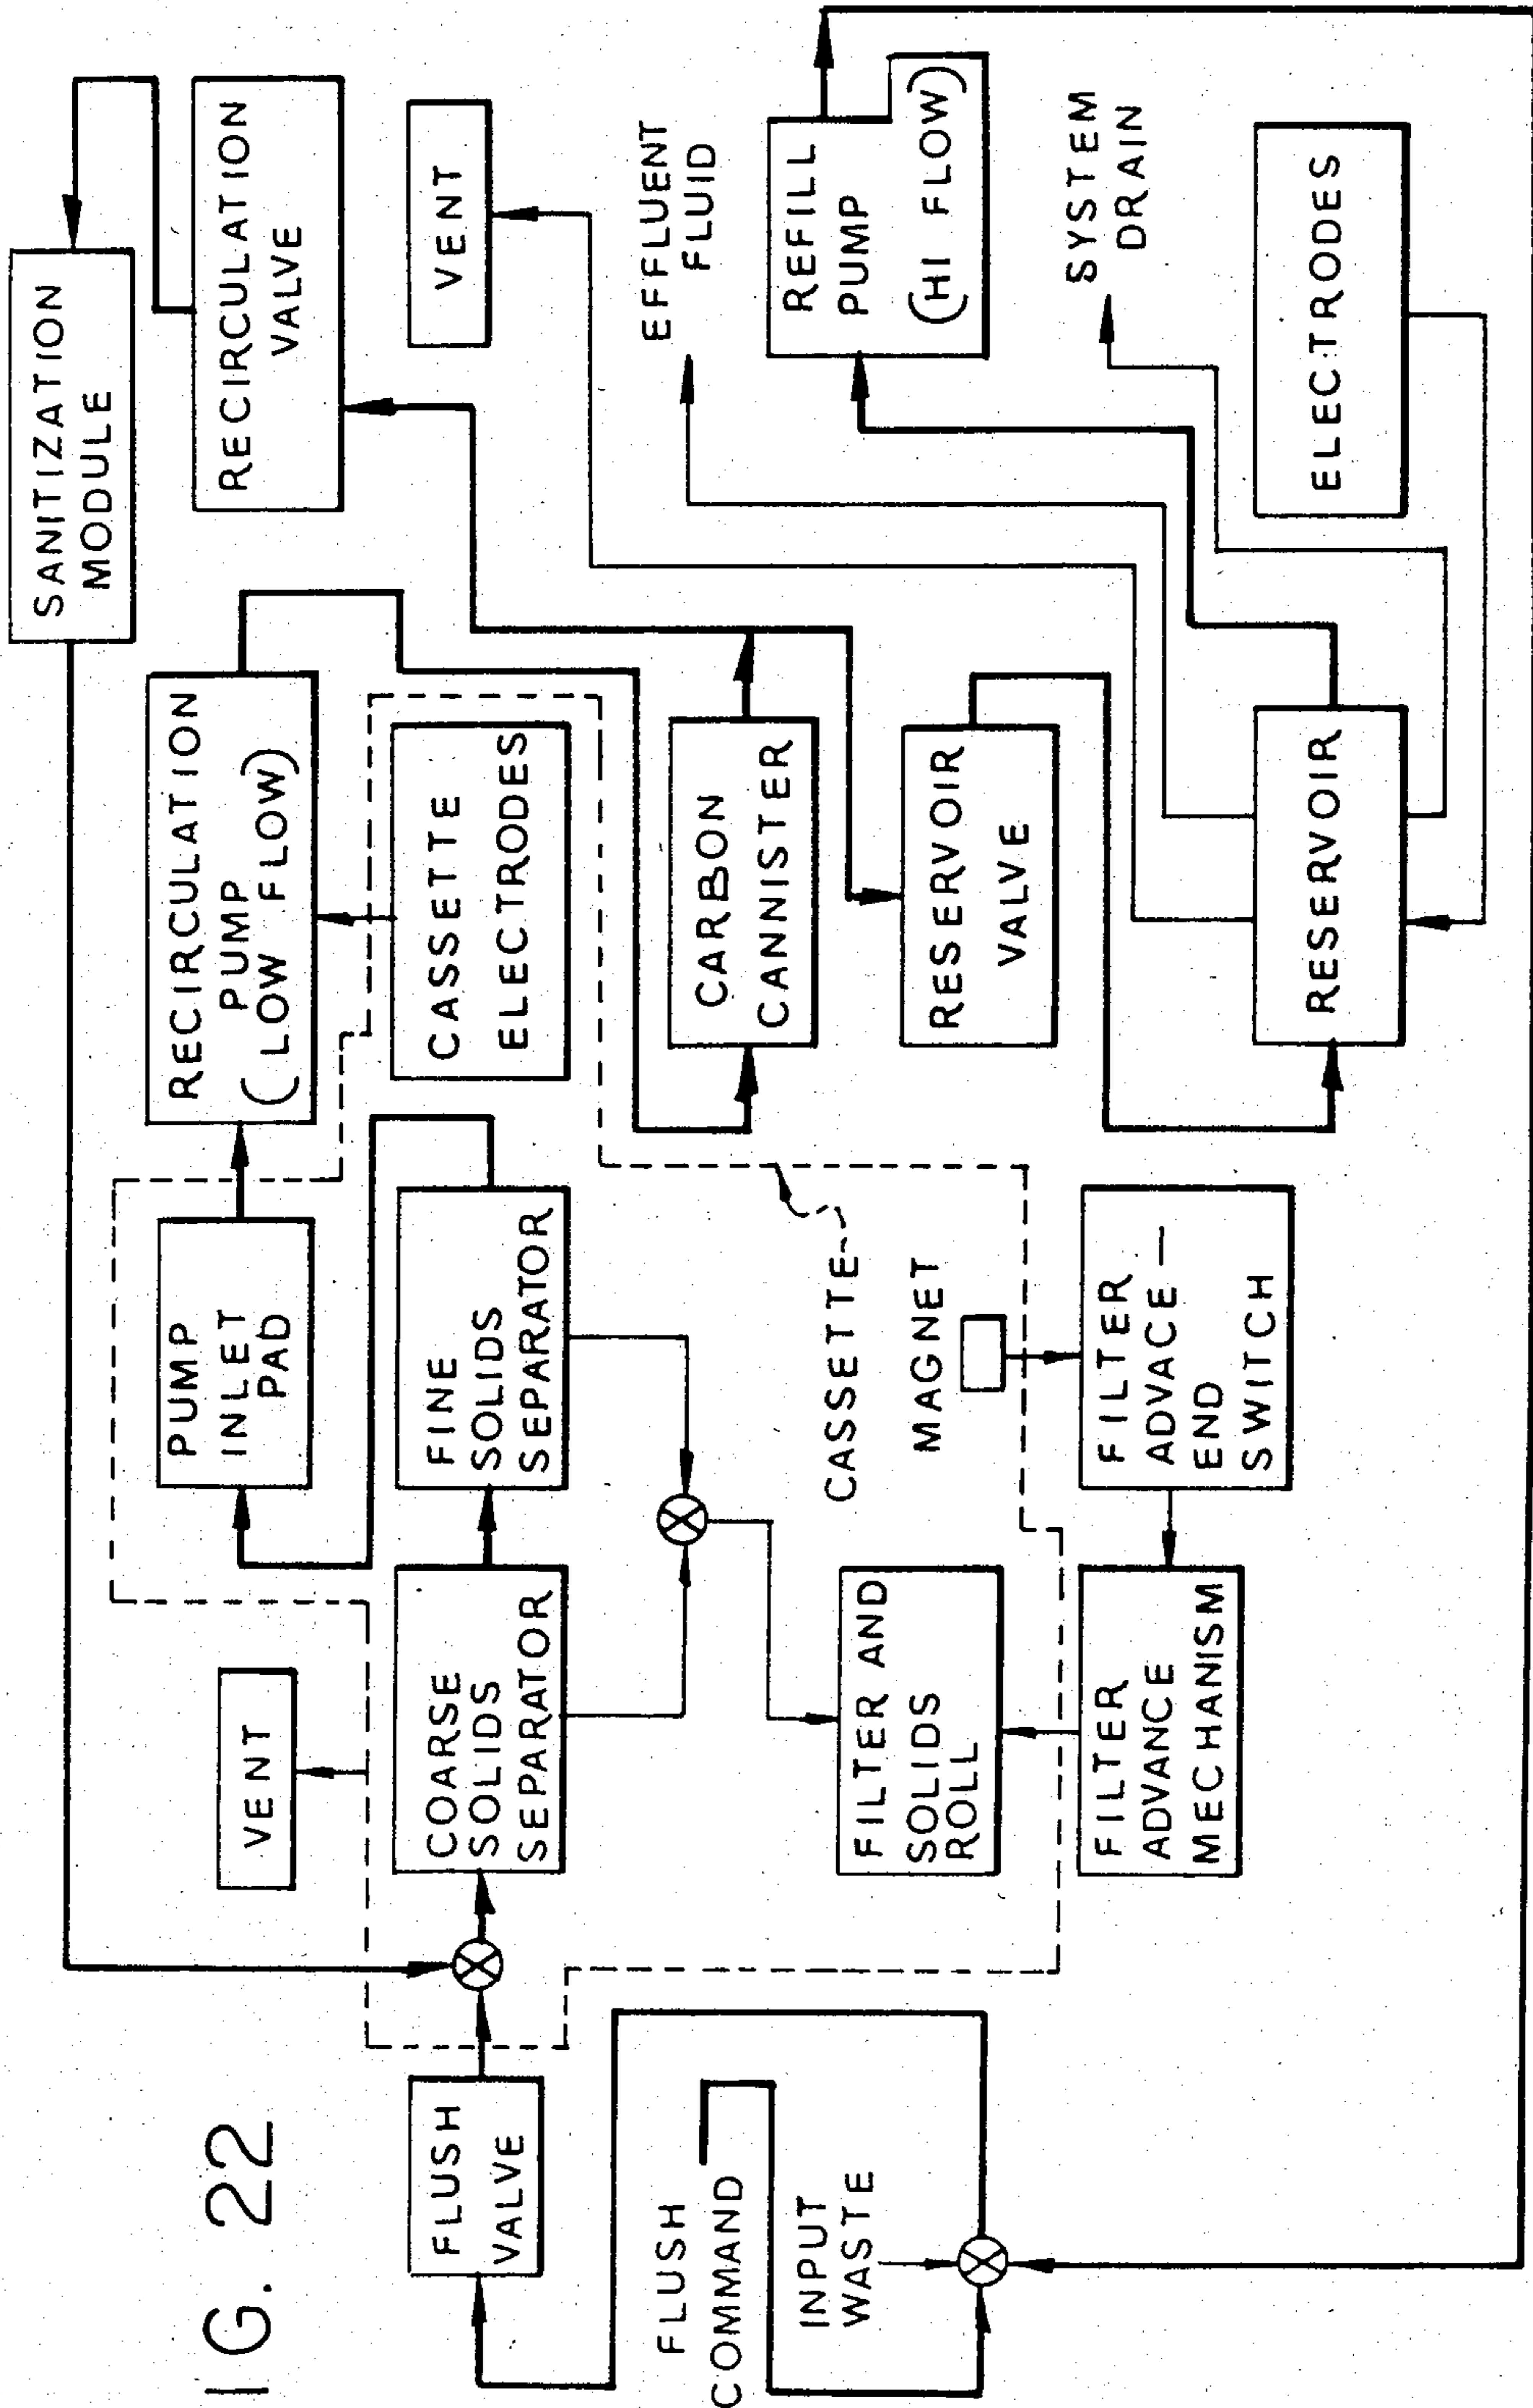 IG. 22
FLUSH
VALVE
FLUSH
COMMAND
INPUT
WASTE
VENT
COARSE
SOLIDS
SEPARATOR
FILTER AND
SOLIDS
ROLL
FILTER
ADVANCE
MECHANISM
PUMP
INLET
PAD
FINE
SOLIDS
SEPARATOR
CASSETTE
MAGNET
FILTER
ADVACE—
END
SWITCH
SANITIZATION
MODULE
RECIRCULATION
PUMP
(LOW FLOW)
CASSETTE
ELECTRODES
CARBON
CANNISTER
RESERVOIR
VALVE
RESERVOIR
RECIRCULATION
VALVE
VENT
EFFLUENT
FLUID
REFILL
PUMP
(HI FLOW)
SYSTEM
DRAIN
ELECTRODES